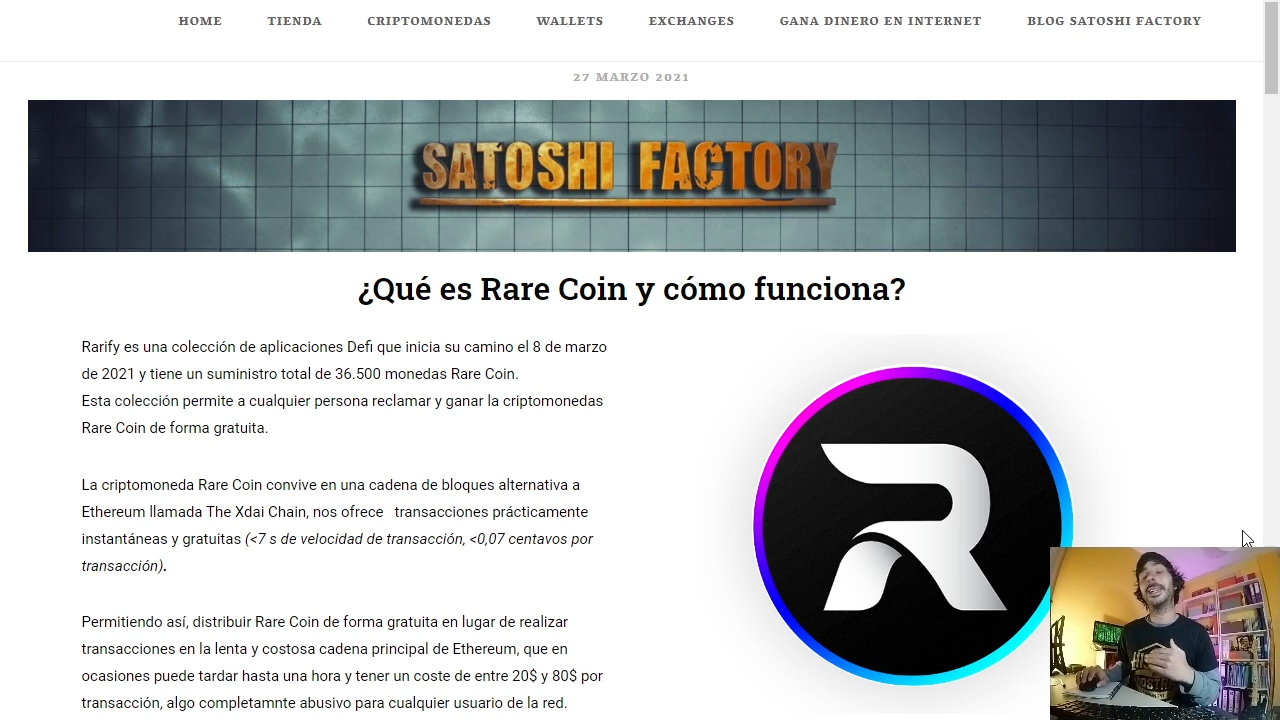 HOME TIENDA CRIPTOMONEDAS WALLETS EXCHANGES GANA DINERO EN INTERNET BLOG SATOSHI FACTORY
27 MARZO 2021
SATOSHI FACTORY
¿Qué es Rare Coin y cómo funciona?
Rarify es una colección de aplicaciones Defi que inicia su camino el 8 de marzo
de 2021 y tiene un suministro total de 36.500 monedas Rare Coin.
Esta colección permite a cualquier persona reclamar y ganar la criptomonedas
Rare Coin de forma gratuita.
La criptomoneda Rare Coin convive en una cadena de bloques alternativa a
Ethereum llamada The Xdai Chain, nos ofrece transacciones prácticamente
instantáneas y gratuitas (<7 s de velocidad de transacción, <0,07 centavos por
transacción).
Permitiendo así, distribuir Rare Coin de forma gratuita en lugar de realizar
transacciones en la lenta y costosa cadena principal de Ethereum, que en
ocasiones puede tardar hasta una hora y tener un coste de entre 20$ y 80$ por
transacción, algo completamnte abusivo para cualquier usuario de la red.
R